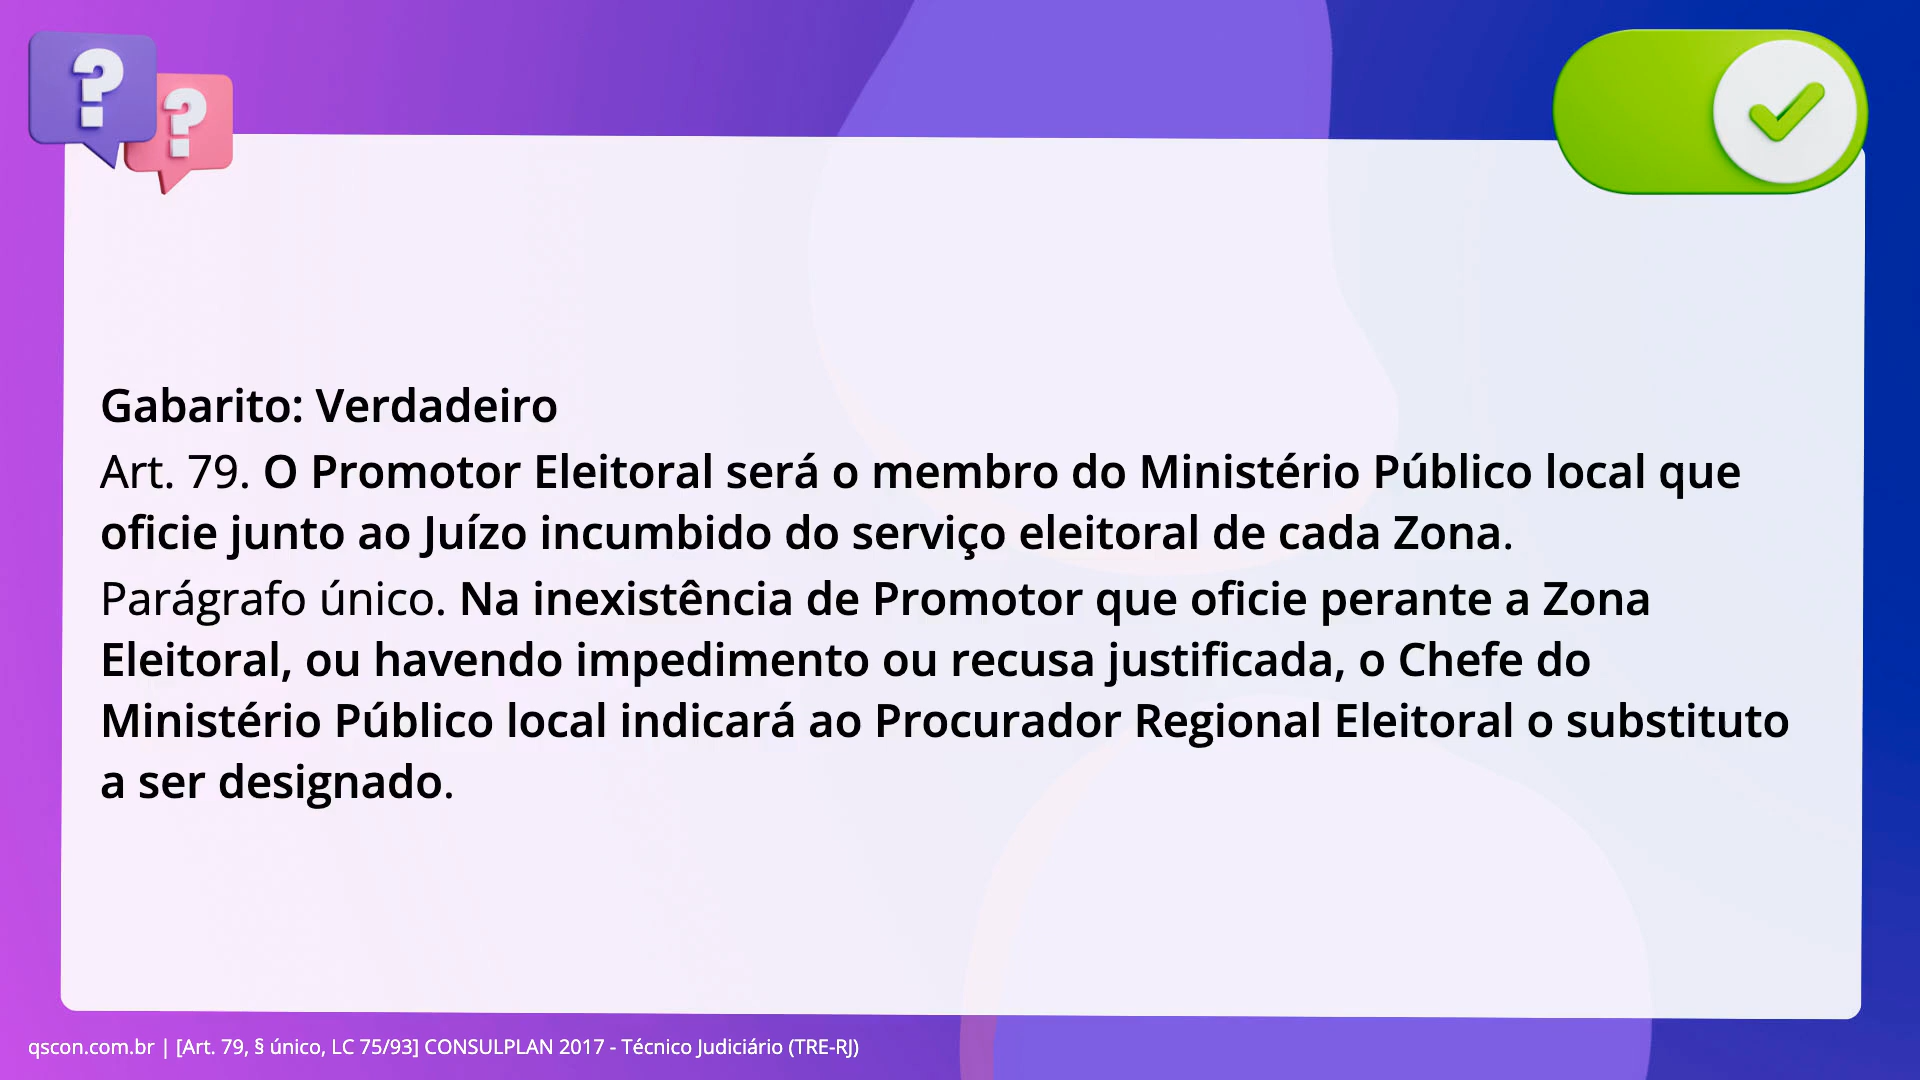 Gabarito: Verdadeiro
Art. 79. O Promotor Eleitoral será o membro do Ministério Público local que
oficie junto ao Juízo incumbido do serviço eleitoral de cada Zona.
Parágrafo único. Na inexistência de Promotor que oficie perante a Zona
Eleitoral, ou havendo impedimento ou recusa justificada, o Chefe do
Ministério Público local indicará ao Procurador Regional Eleitoral o substituto
a ser designado.
qscon.com.br | [Art. 79, § único, LC 75/93] CONSULPLAN 2017 - Técnico Judiciário (TRE-RJ)